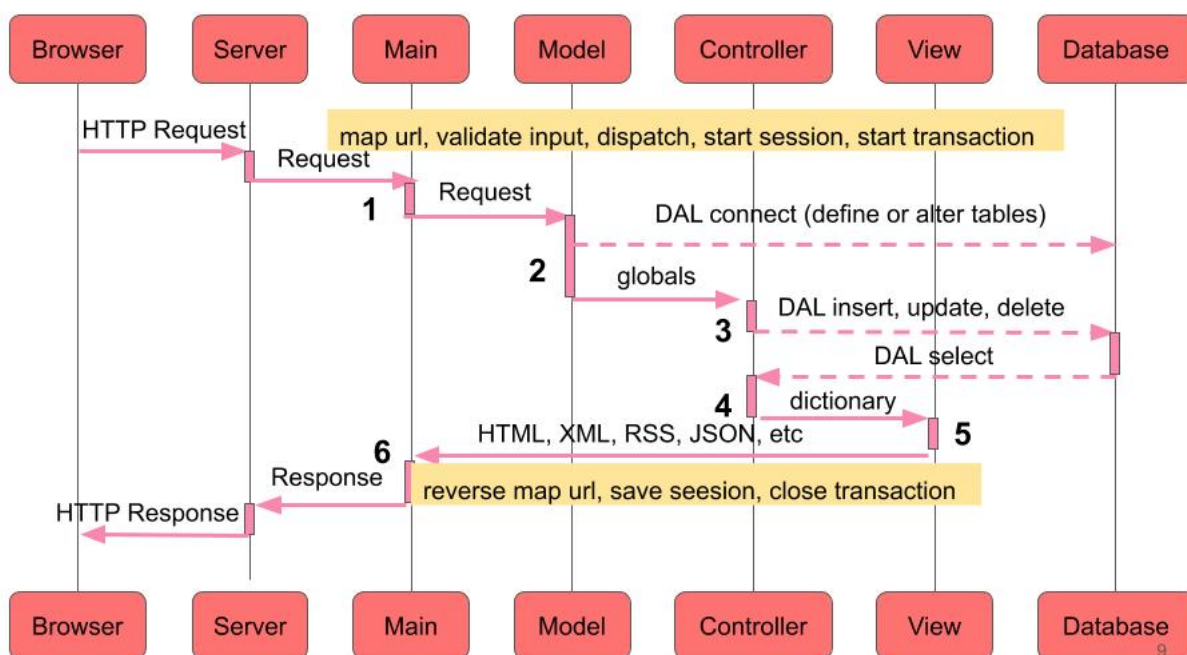 Browser
Server
Main
Model
Controller
View
Database
HTTP Request
map url, validate input, dispatch, start session, start transaction
Request
1
Request
DAL connect (define or alter tables)
2
globals
DAL insert, update, delete
3
DAL select
4
dictionary
5
HTML, XML, RSS, JSON, etc
6
Response
reverse map url, save seesion, close transaction
HTTP Response
Browser
Server
Main
Model
Controller
View
Database
9